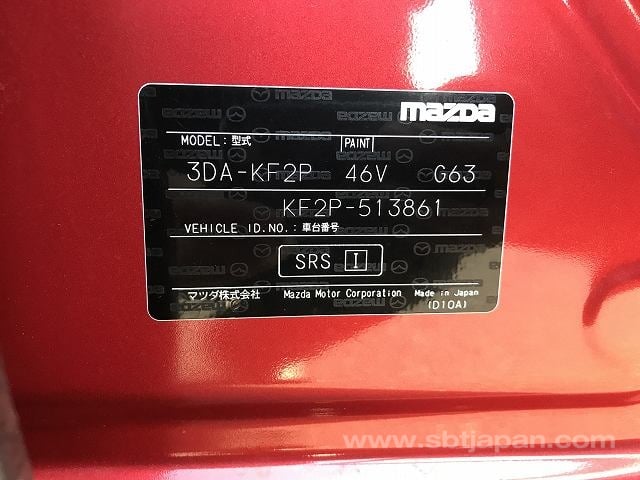 mazda
MODEL: 型式 PAINT
3DA-KF2P 46V G63
KF2P-513861
VEHICLE ID.NO.: 車台番号
SRS I
マツダ株式会社 Mazda Motor Corporation Made in Japan
(D10A)
www.sbtjapan.com